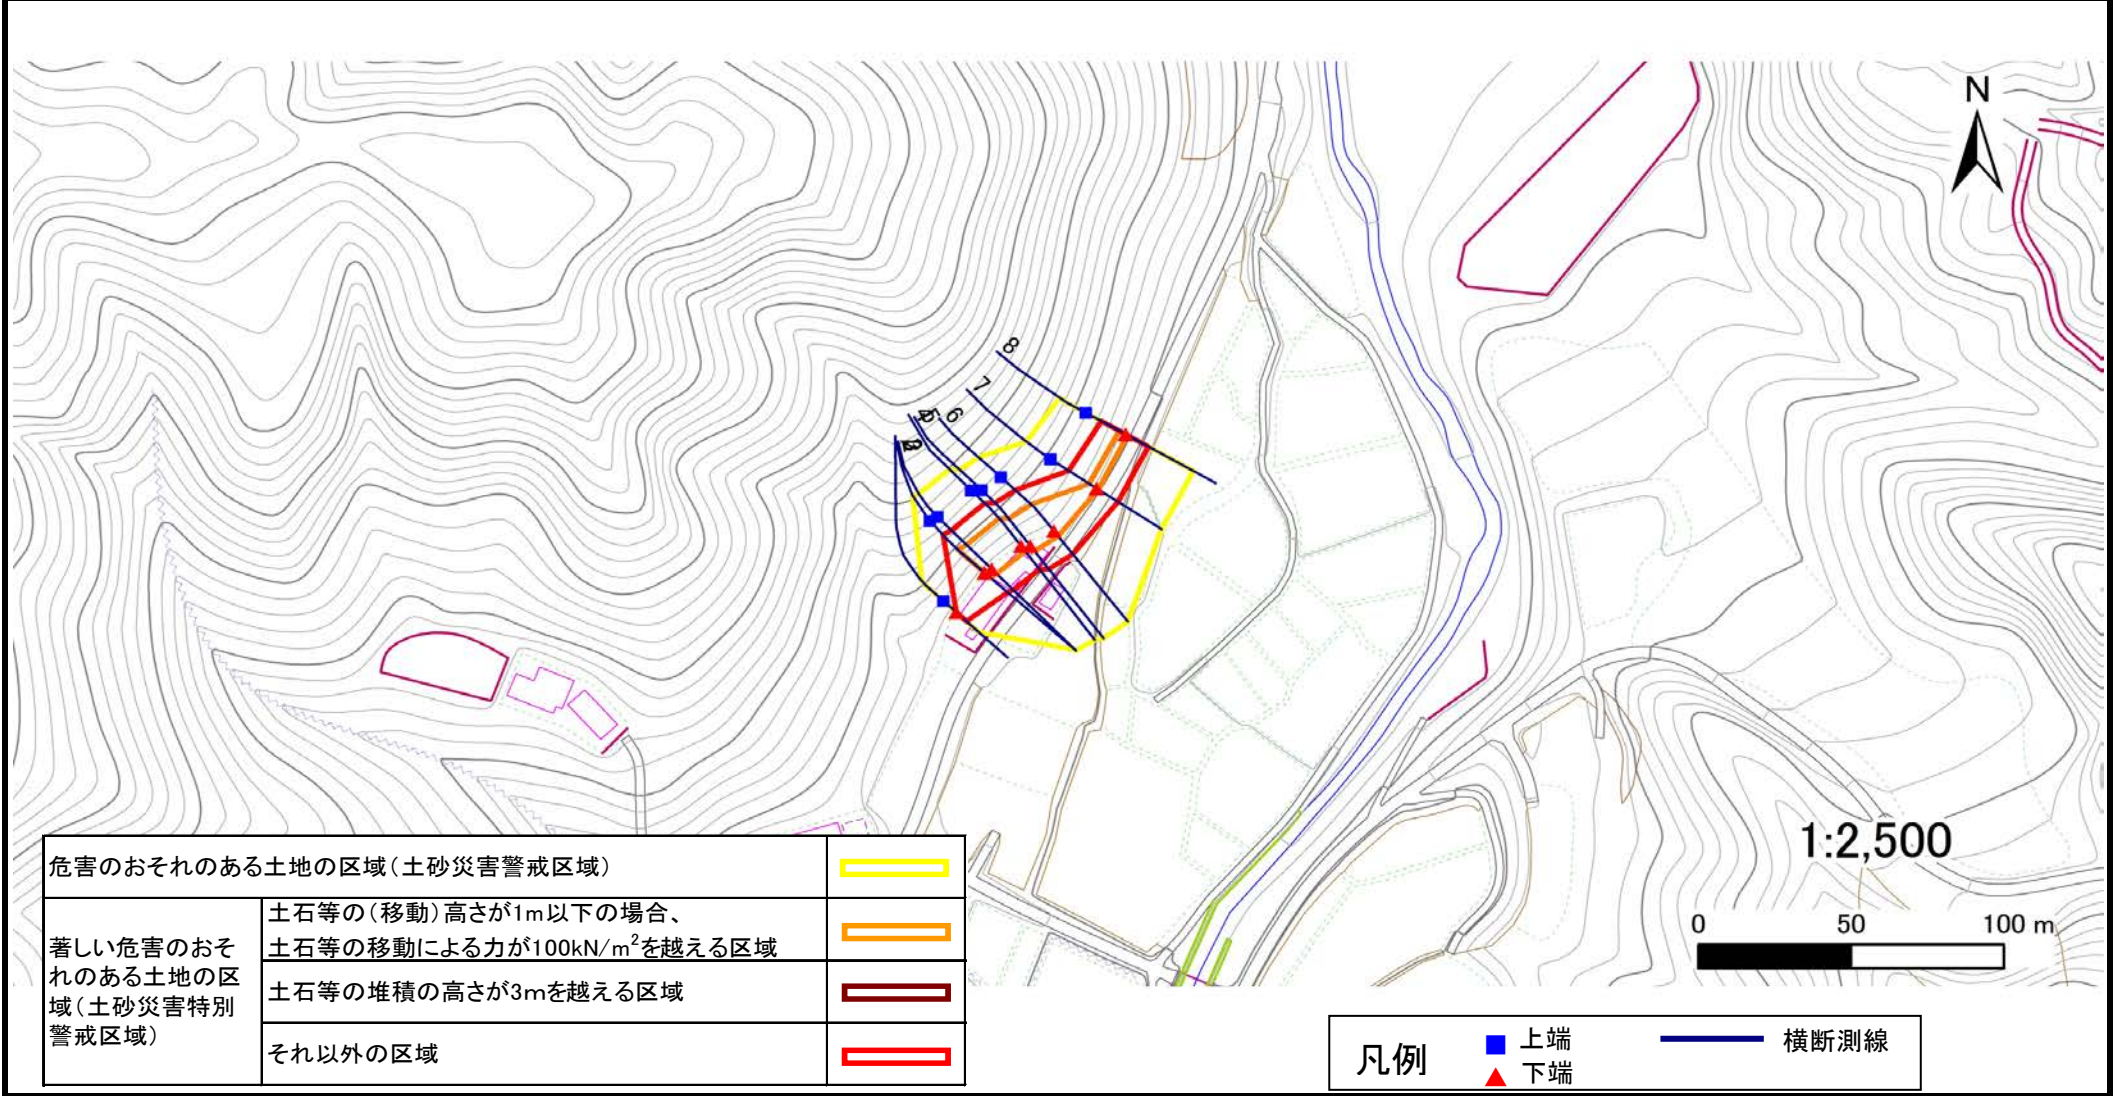 N
8
7
6
5
4
2
1:2,500
0 50 100 m
危害のおそれのある土地の区域(土砂災害警戒区域)
著しい危害のおそ
れのある土地の区
域(土砂災害特別
警戒区域)
土石等の(移動)高さが1m以下の場合、
土石等の移動による力が100kN/m²を越える区域
土石等の堆積の高さが3mを越える区域
それ以外の区域
凡例
上端
下端
横断測線